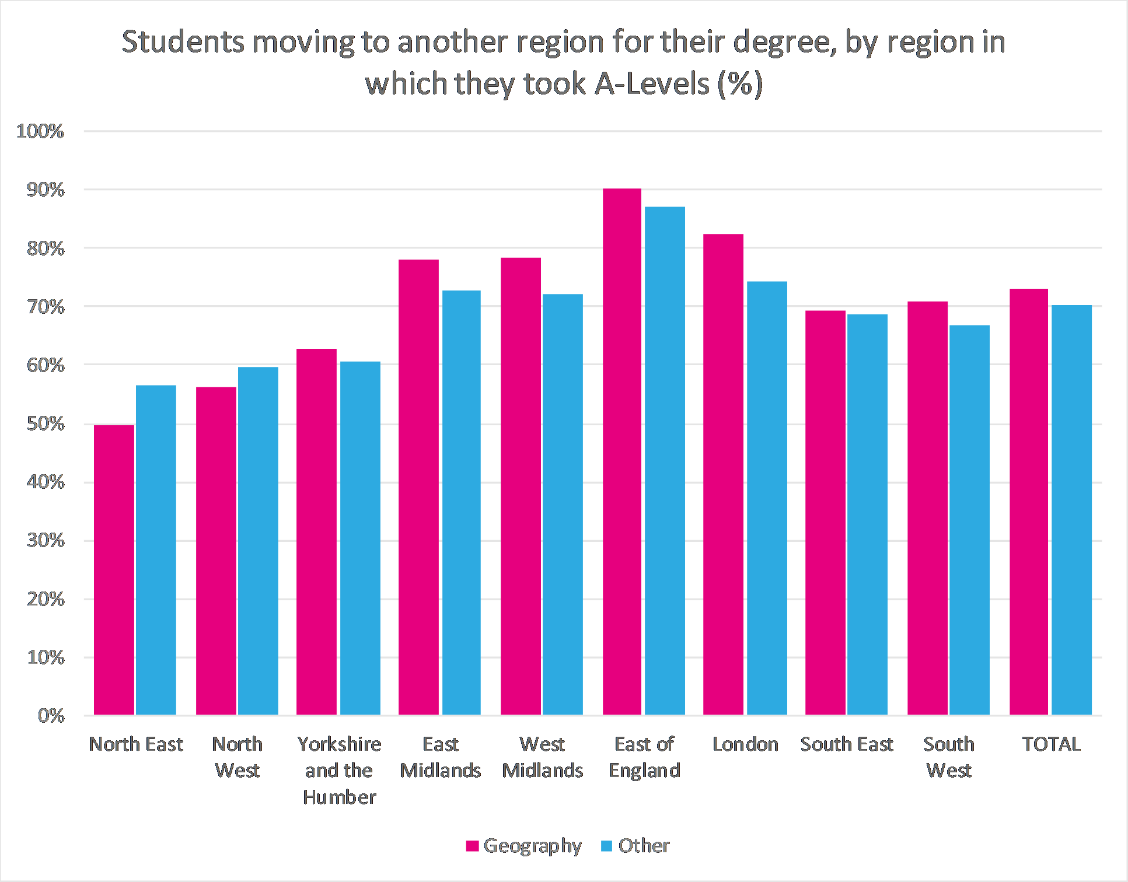 Students moving to another region for their degree, by region in
which they took A-Levels (%)
100%
90%
80%
70%
60%
50%
40%
30%
20%
10%
0%
North East
North
West
Yorkshire
and the
Humber
East
Midlands
West
Midlands
East of
England
London
South East
South
West
TOTAL
Geography
Other